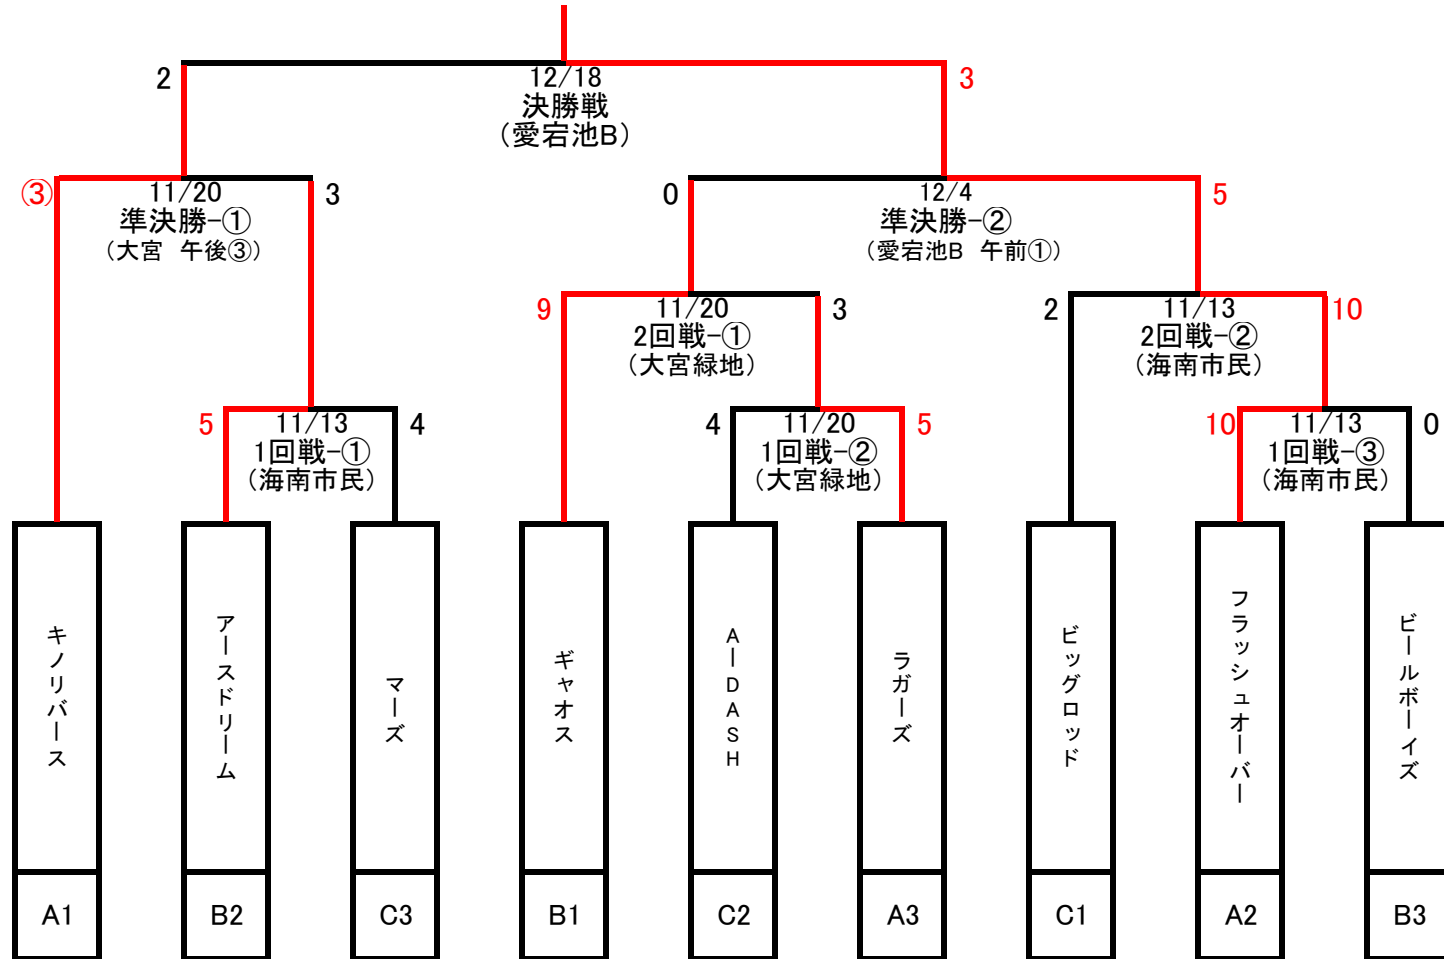 2
12/18
3
決勝戦
（愛宕池B）
③
11/20
3
準決勝-①
（大宮　午後③）
0
12/4
5
準決勝-②
（愛宕池B　午前①）
9
11/20
3
2回戦-①
（大宮緑地）
2
11/13
10
2回戦-②
（海南市民）
5
11/13
4
1回戦-①
（海南市民）
4
11/20
5
1回戦-②
（大宮緑地）
10
11/13
0
1回戦-③
（海南市民）
キノリバース
アースドリーム
マーズ
ギャオス
AーDASH
ラガーズ
ビッグロッド
フラッシュオーバー
ビールボーイズ
A1
B2
C3
B1
C2
A3
C1
A2
B3